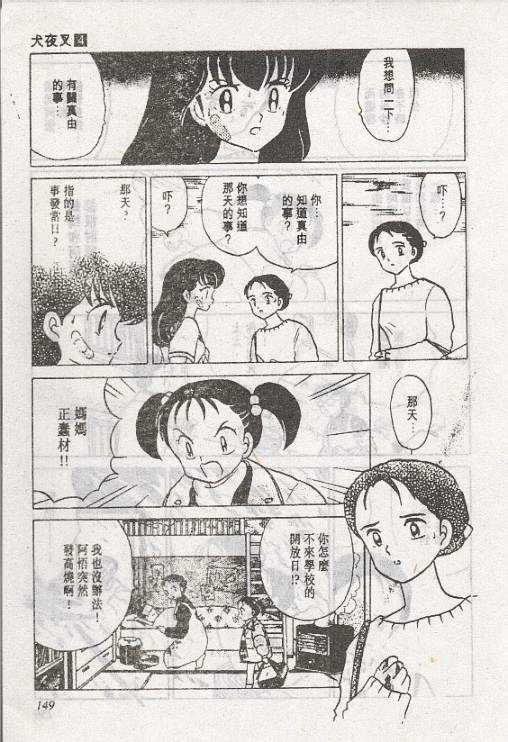 犬夜叉 4
我想問一下…
有關真由
的事…
吓？
你…
知道真由
的事？
你想知道
那天的事？
吓？
那天？
指的是
事發當日？
那天…
媽媽
正蠢材!!
你怎麼
不來學校的
開放日!?
我也沒辦法！
阿悟突然
發高燒啊！
149